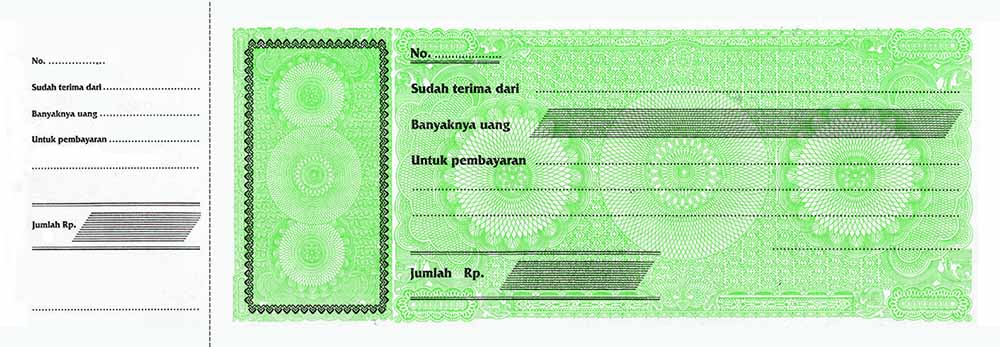 No. ................
Sudah terima dari ................
Banyaknya uang ................
Untuk pembayaran ................
Jumlah Rp.
No. ................
Sudah terima dari ................
Banyaknya uang
Untuk pembayaran ................
Jumlah Rp.